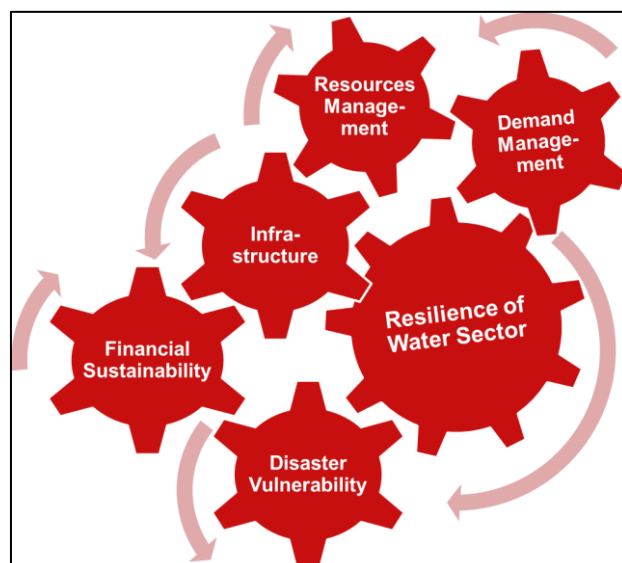 Resources
Manage-
ment
Demand
Manage-
ment
Infra-
structure
Resilience of
Water Sector
Financial
Sustainability
Disaster
Vulnerability